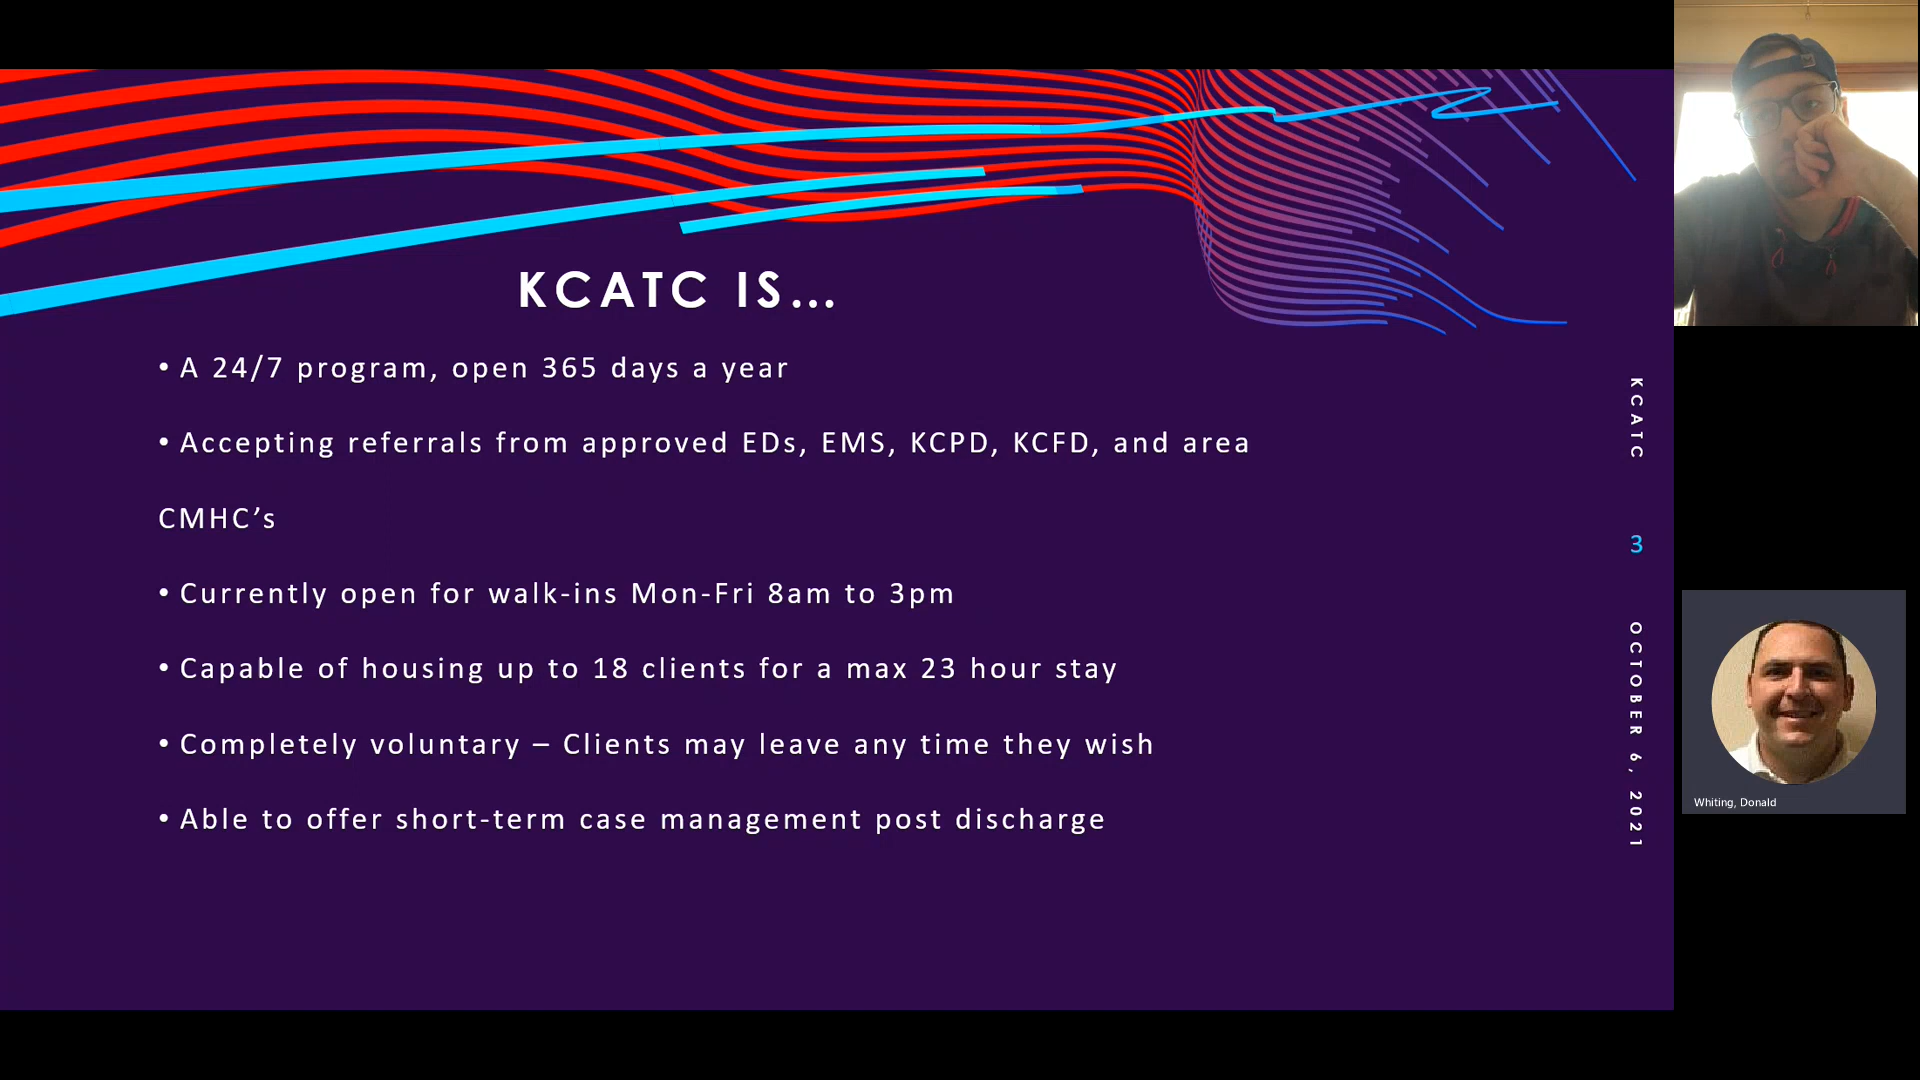 KCATC IS...
• A 24/7 program, open 365 days a year
• Accepting referrals from approved EDs, EMS, KCPD, KCFD, and area
CMHC’s
• Currently open for walk-ins Mon-Fri 8am to 3pm
• Capable of housing up to 18 clients for a max 23 hour stay
• Completely voluntary – Clients may leave any time they wish
• Able to offer short-term case management post discharge
KCATC
3
OCTOBER 6, 2021
Whiting, Donald